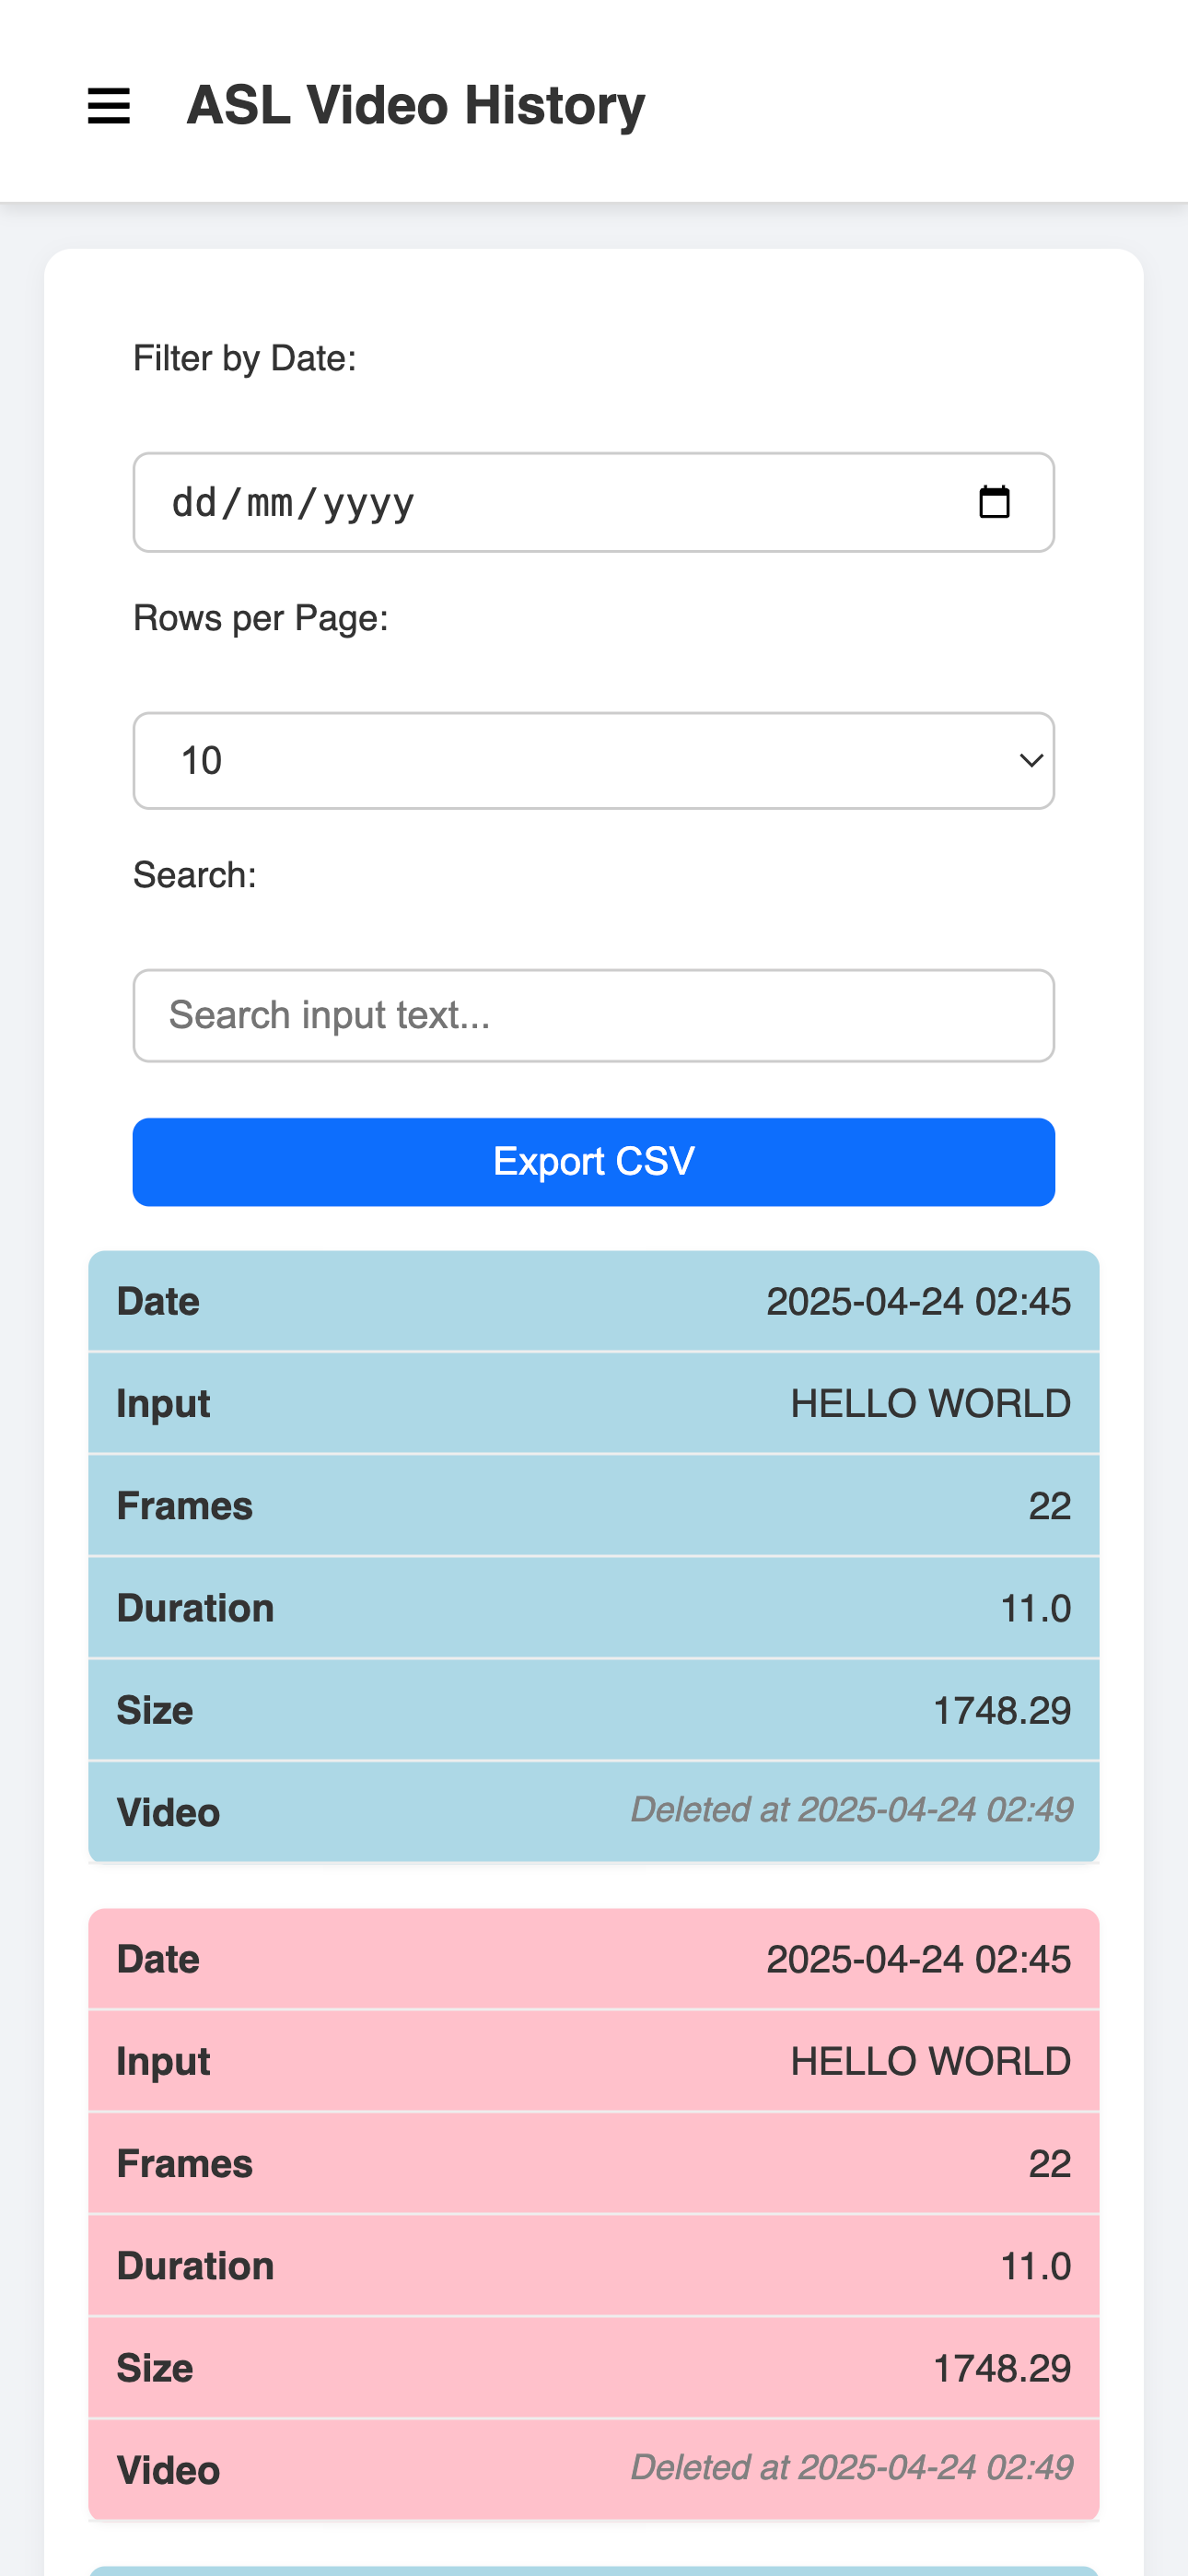 ASL Video History
Filter by Date:
dd/mm/yyyy
Rows per Page:
10
Search:
Search input text...
Export CSV
Date 2025-04-24 02:45
Input HELLO WORLD
Frames 22
Duration 11.0
Size 1748.29
Video Deleted at 2025-04-24 02:49
Date 2025-04-24 02:45
Input HELLO WORLD
Frames 22
Duration 11.0
Size 1748.29
Video Deleted at 2025-04-24 02:49